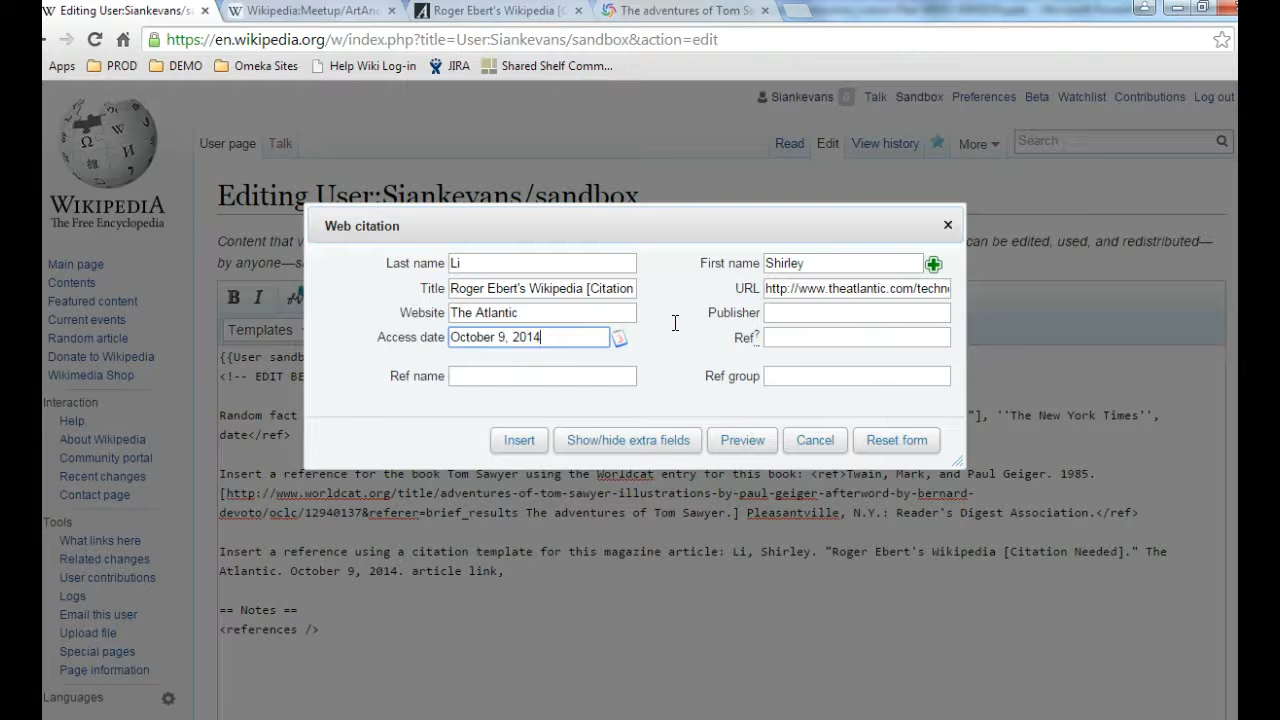 Editing User:Siankevans/s
Wikipedia:Meetup/ArtAn
Roger Ebert's Wikipedia [
The adventures of Tom S
https://en.wikipedia.org/w/index.php?title=User:Siankevans/sandbox&action=edit
Apps PROD DEMO Omeka Sites Help Wiki Log-in JIRA Shared Shelf Comm...
Siankevans 0 Talk Sandbox Preferences Beta Watchlist Contributions Log out
User page Talk Read Edit View history More Search
WIKIPEDIA
The Free Encyclopedia
Main page
Contents
Featured content
Current events
Random article
Donate to Wikipedia
Wikimedia Shop
Interaction
Help
About Wikipedia
Community portal
Recent changes
Contact page
Tools
What links here
Related changes
User contributions
Logs
Email this user
Upload file
Special pages
Page information
Languages
Editing User:Siankevans/sandbox
Content that v
can be edited, used, and redistributed—
by anyone—s
B I A
Templates
Web citation
Last name Li First name Shirley
Title Roger Ebert's Wikipedia [Citation URL http://www.theatlantic.com/techn
Website The Atlantic Publisher
Access date October 9, 2014 Ref?
Ref name Ref group
Insert Show/hide extra fields Preview Cancel Reset form
{{User sandb
<!-- EDIT BE
Random fact "], ''The New York Times'',
date</ref>
Insert a reference for the book Tom Sawyer using the Worldcat entry for this book: <ref>Twain, Mark, and Paul Geiger. 1985.
[http://www.worldcat.org/title/adventures-of-tom-sawyer-illustrations-by-paul-geiger-afterword-by-bernard-
devoto/oclc/12940137&referer=brief_results The adventures of Tom Sawyer.] Pleasantville, N.Y.: Reader's Digest Association.</ref>
Insert a reference using a citation template for this magazine article: Li, Shirley. "Roger Ebert's Wikipedia [Citation Needed]." The
Atlantic. October 9, 2014. article link,
== Notes ==
<references />